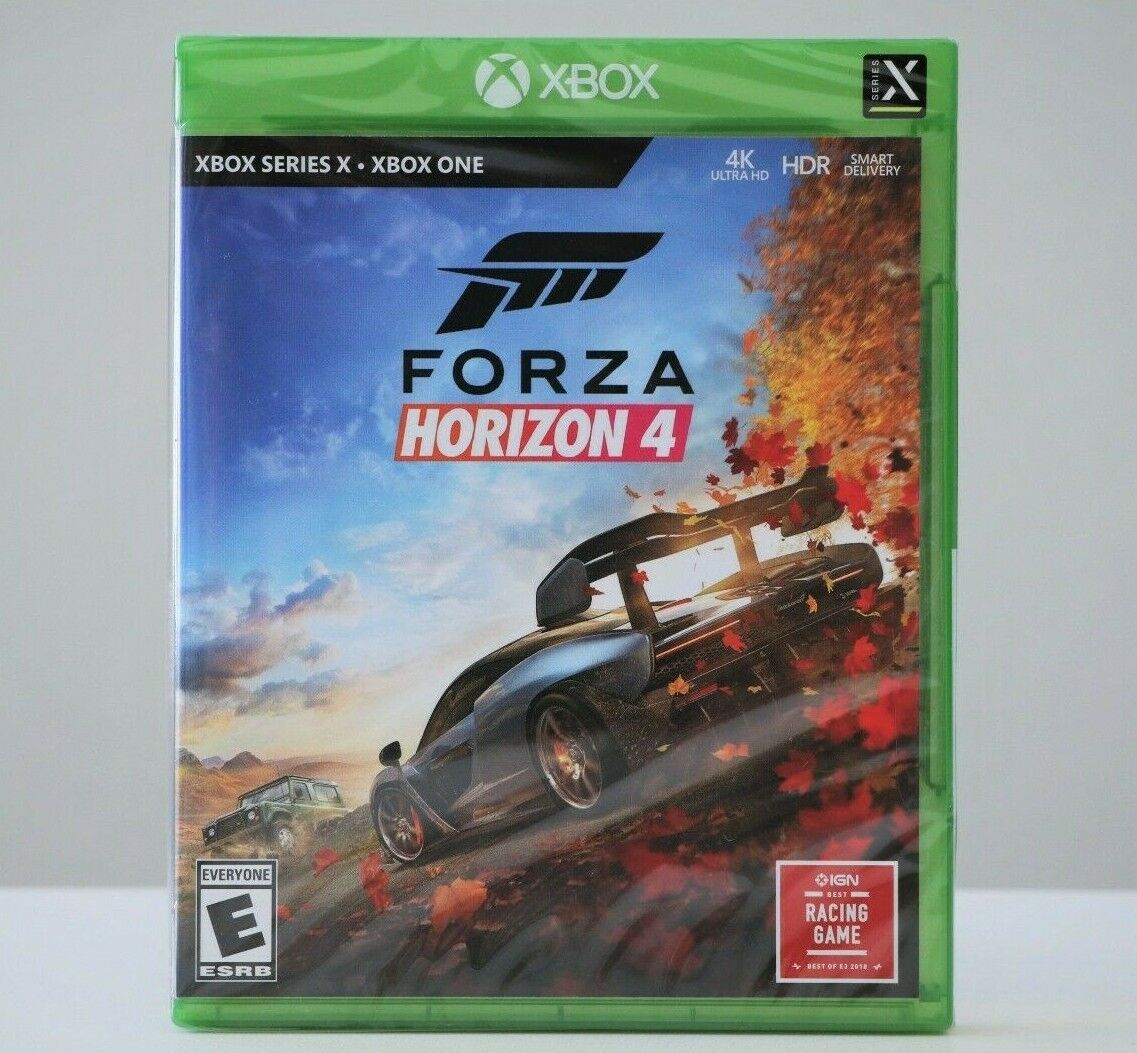 XBOX
SERIES X
XBOX SERIES X • XBOX ONE
4K
ULTRA HD
HDR
SMART
DELIVERY
FORZA
HORIZON 4
EVERYONE
E
ESRB
IGN
BEST
RACING
GAME
BEST OF E3 2018